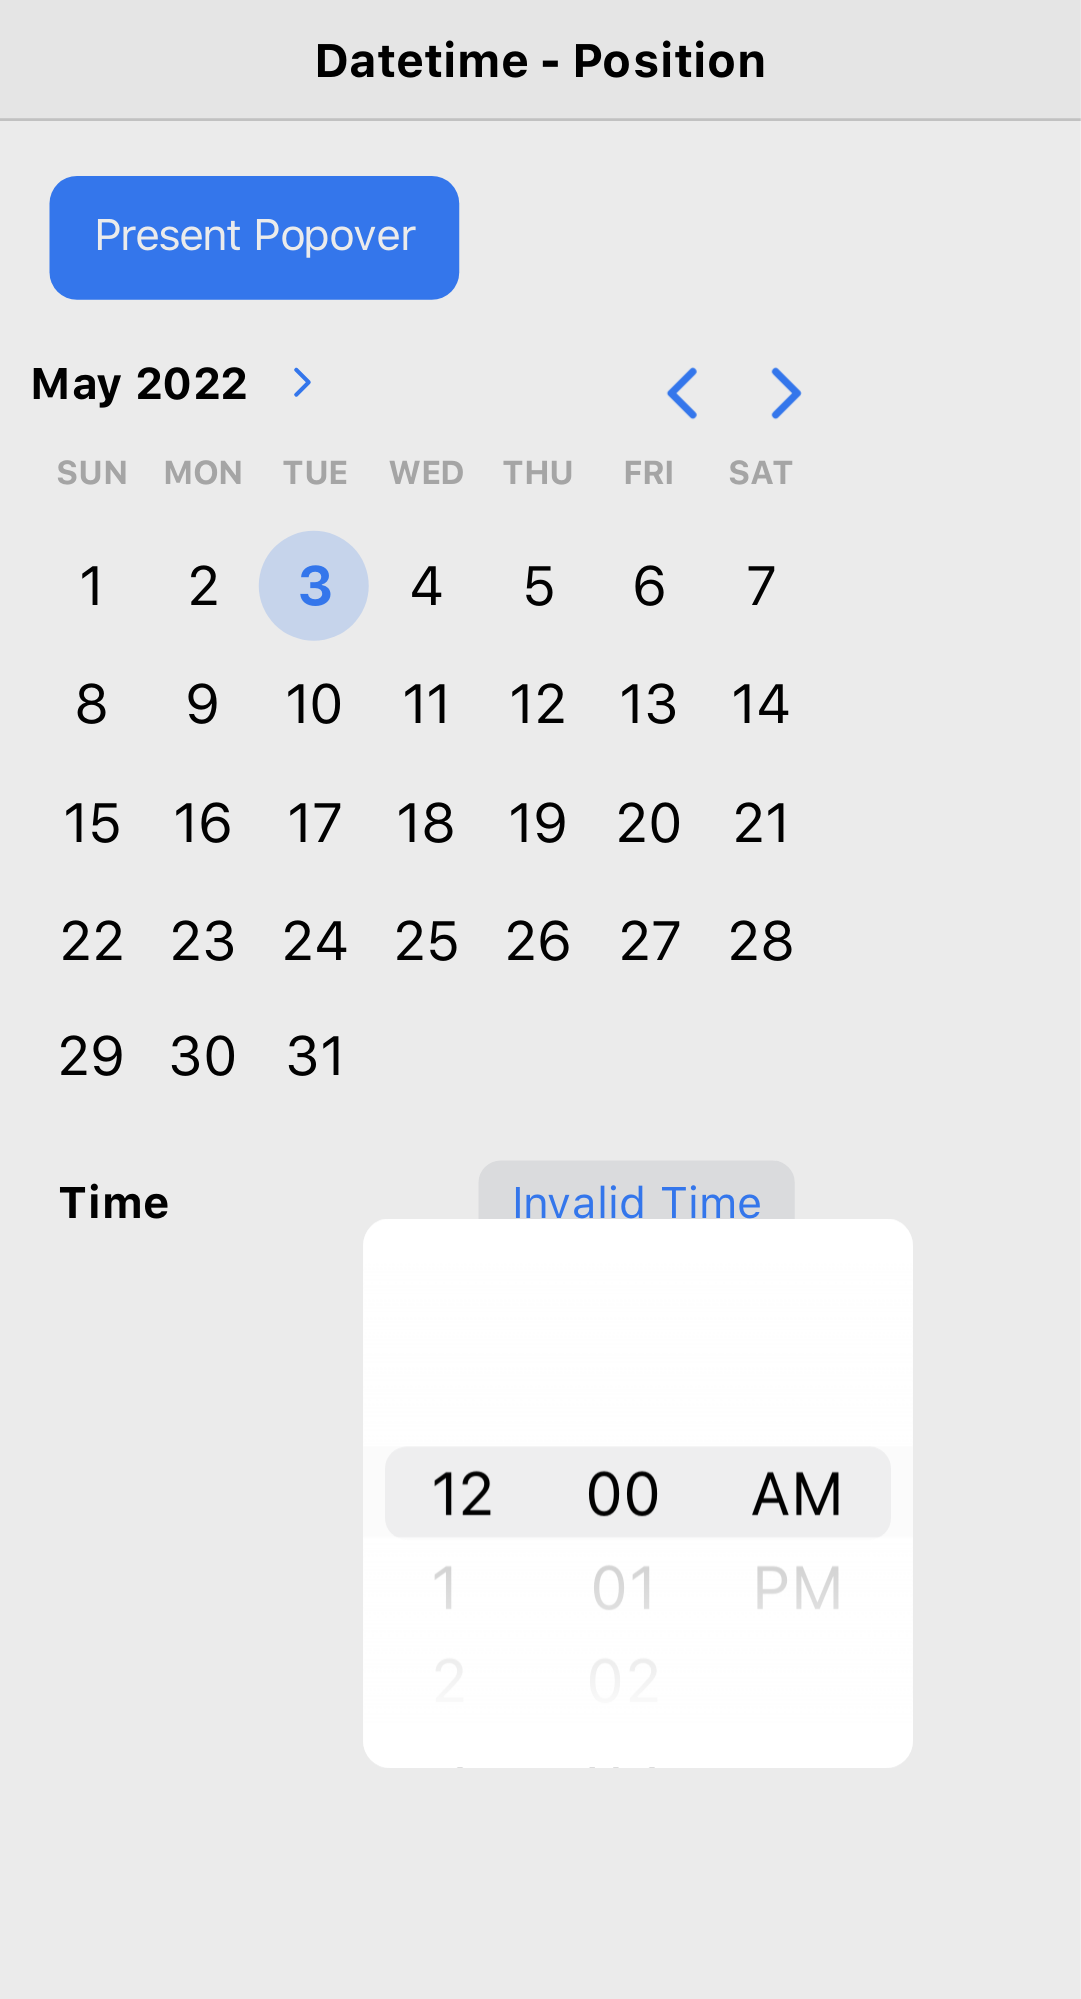 Datetime - Position
Present Popover
May 2022
SUN MON TUE WED THU FRI SAT
1 2 3 4 5 6 7
8 9 10 11 12 13 14
15 16 17 18 19 20 21
22 23 24 25 26 27 28
29 30 31
Time Invalid Time
12 00 AM
1 01 PM
2 02